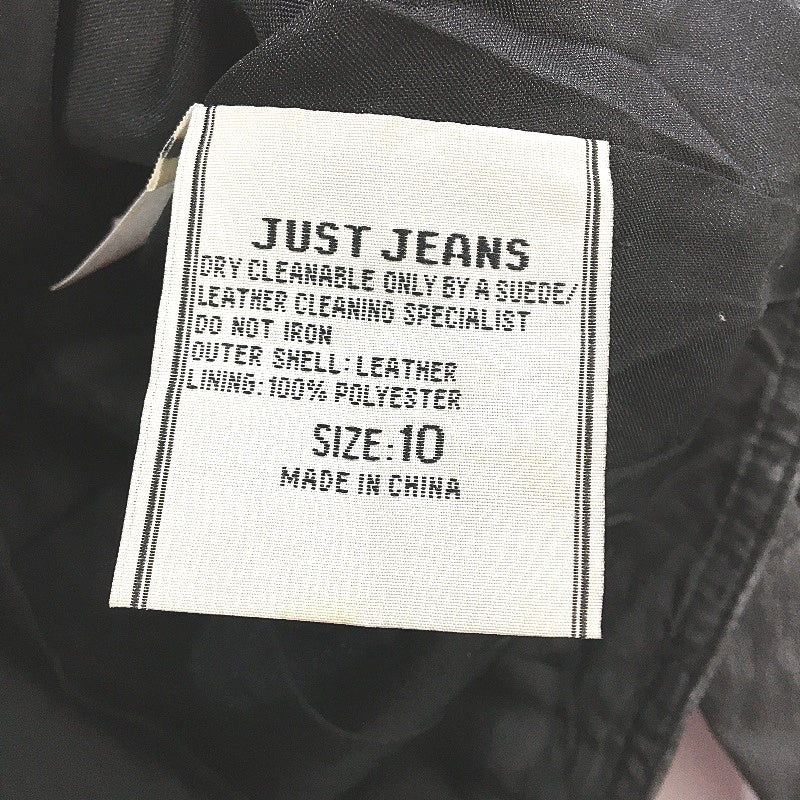 JUST JEANS
DRY CLEANABLE ONLY BY A SUEDE/
LEATHER CLEANING SPECIALIST
DO NOT IRON
OUTER SHELL: LEATHER
LINING: 100% POLYESTER
SIZE: 10
MADE IN CHINA